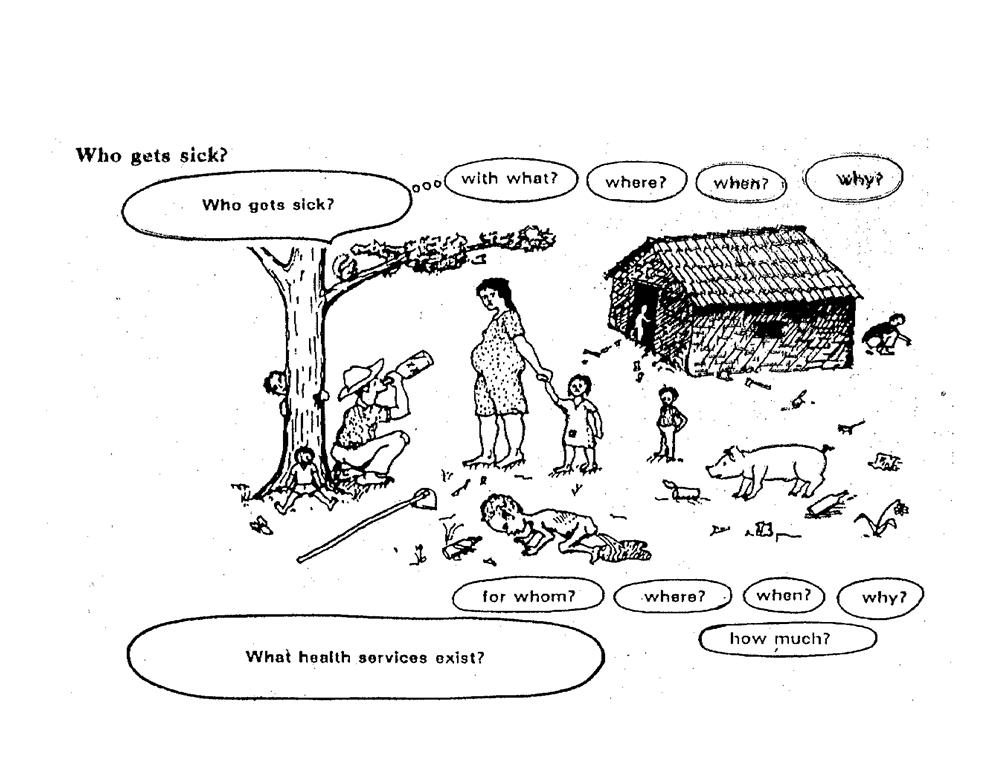 Who gets sick?
with what?
where?
when?
why?
Who gets sick?
for whom?
where?
when?
why?
how much?
What health services exist?